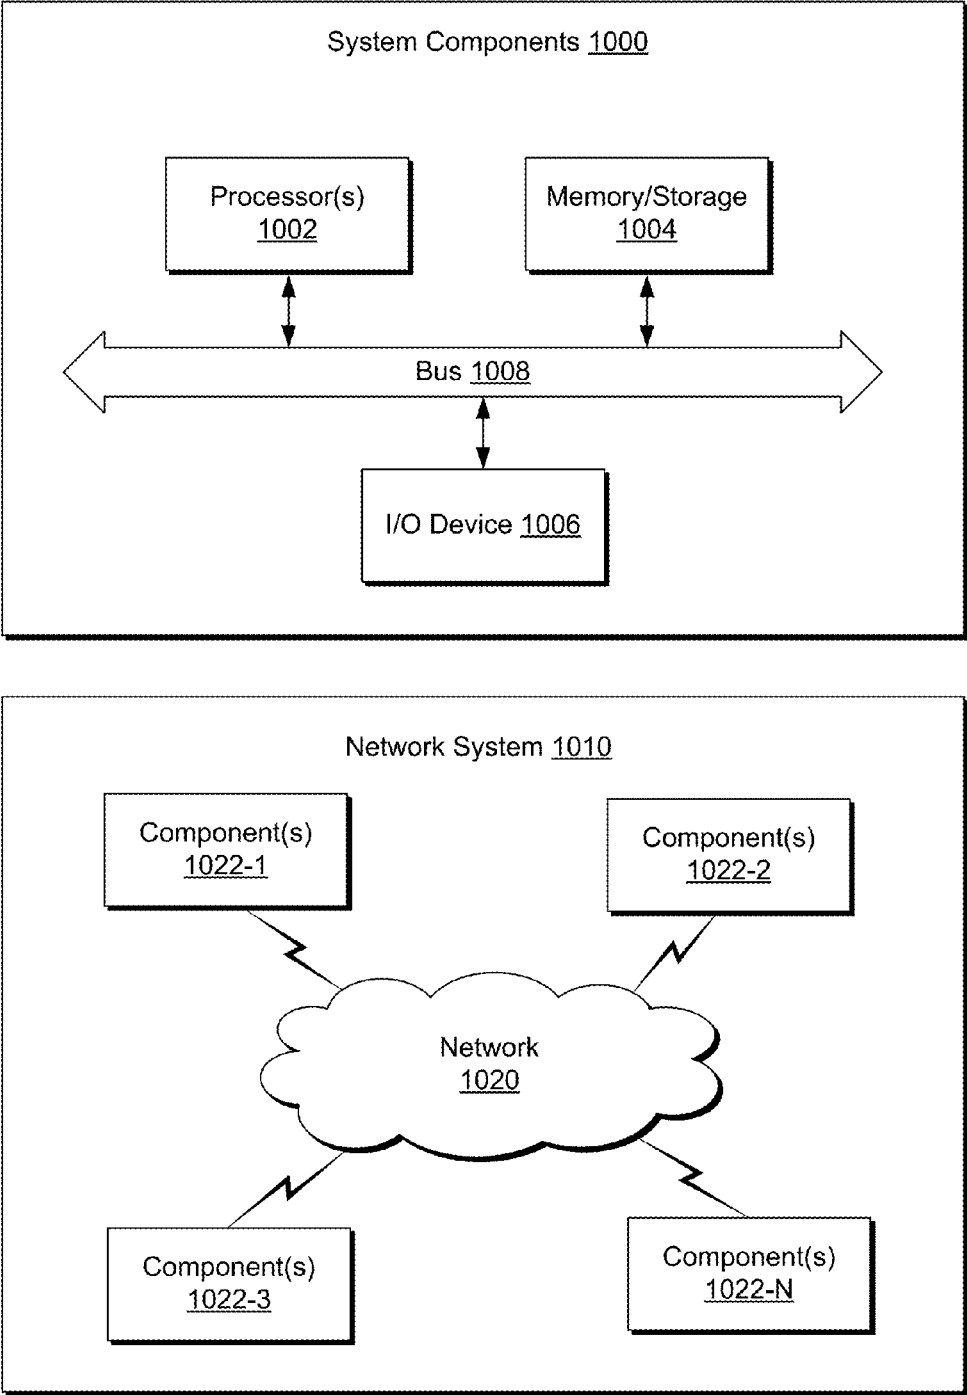 System Components 1000
Processor(s)
1002
Memory/Storage
1004
Bus 1008
I/O Device 1006
Network System 1010
Component(s)
1022-1
Component(s)
1022-2
Network
1020
Component(s)
1022-3
Component(s)
1022-N